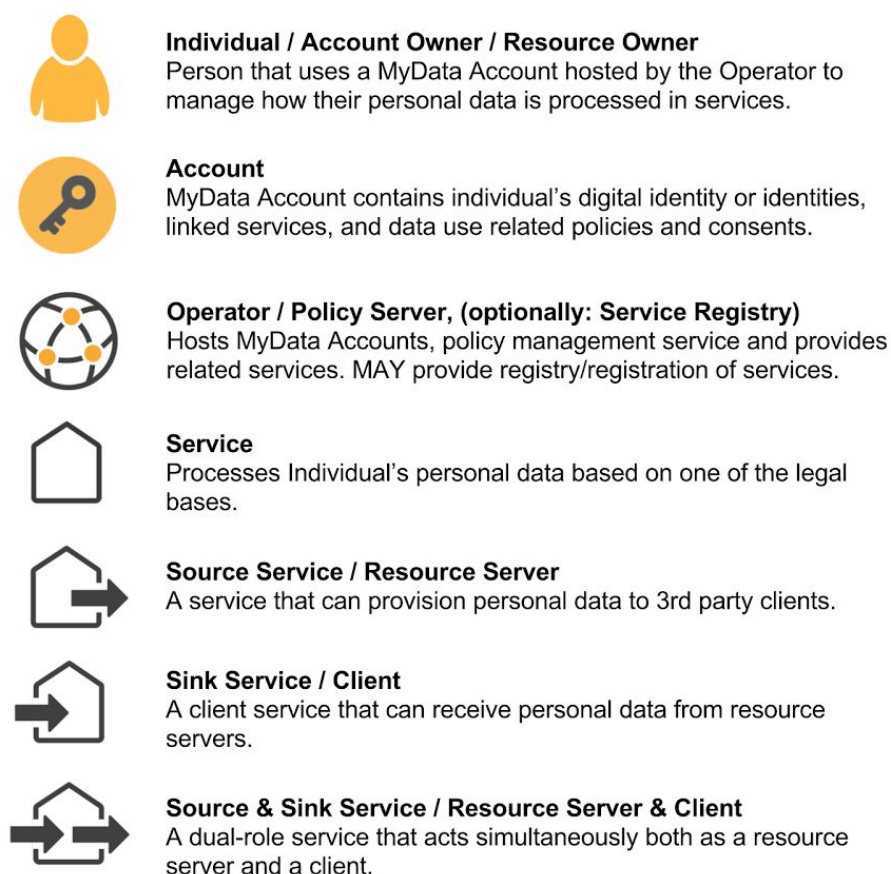 Individual / Account Owner / Resource Owner
Person that uses a MyData Account hosted by the Operator to
manage how their personal data is processed in services.
Account
MyData Account contains individual's digital identity or identities,
linked services, and data use related policies and consents.
Operator / Policy Server, (optionally: Service Registry)
Hosts MyData Accounts, policy management service and provides
related services. MAY provide registry/registration of services.
Service
Processes Individual's personal data based on one of the legal
bases.
Source Service / Resource Server
A service that can provision personal data to 3rd party clients.
Sink Service / Client
A client service that can receive personal data from resource
servers.
Source & Sink Service / Resource Server & Client
A dual-role service that acts simultaneously both as a resource
server and a client.